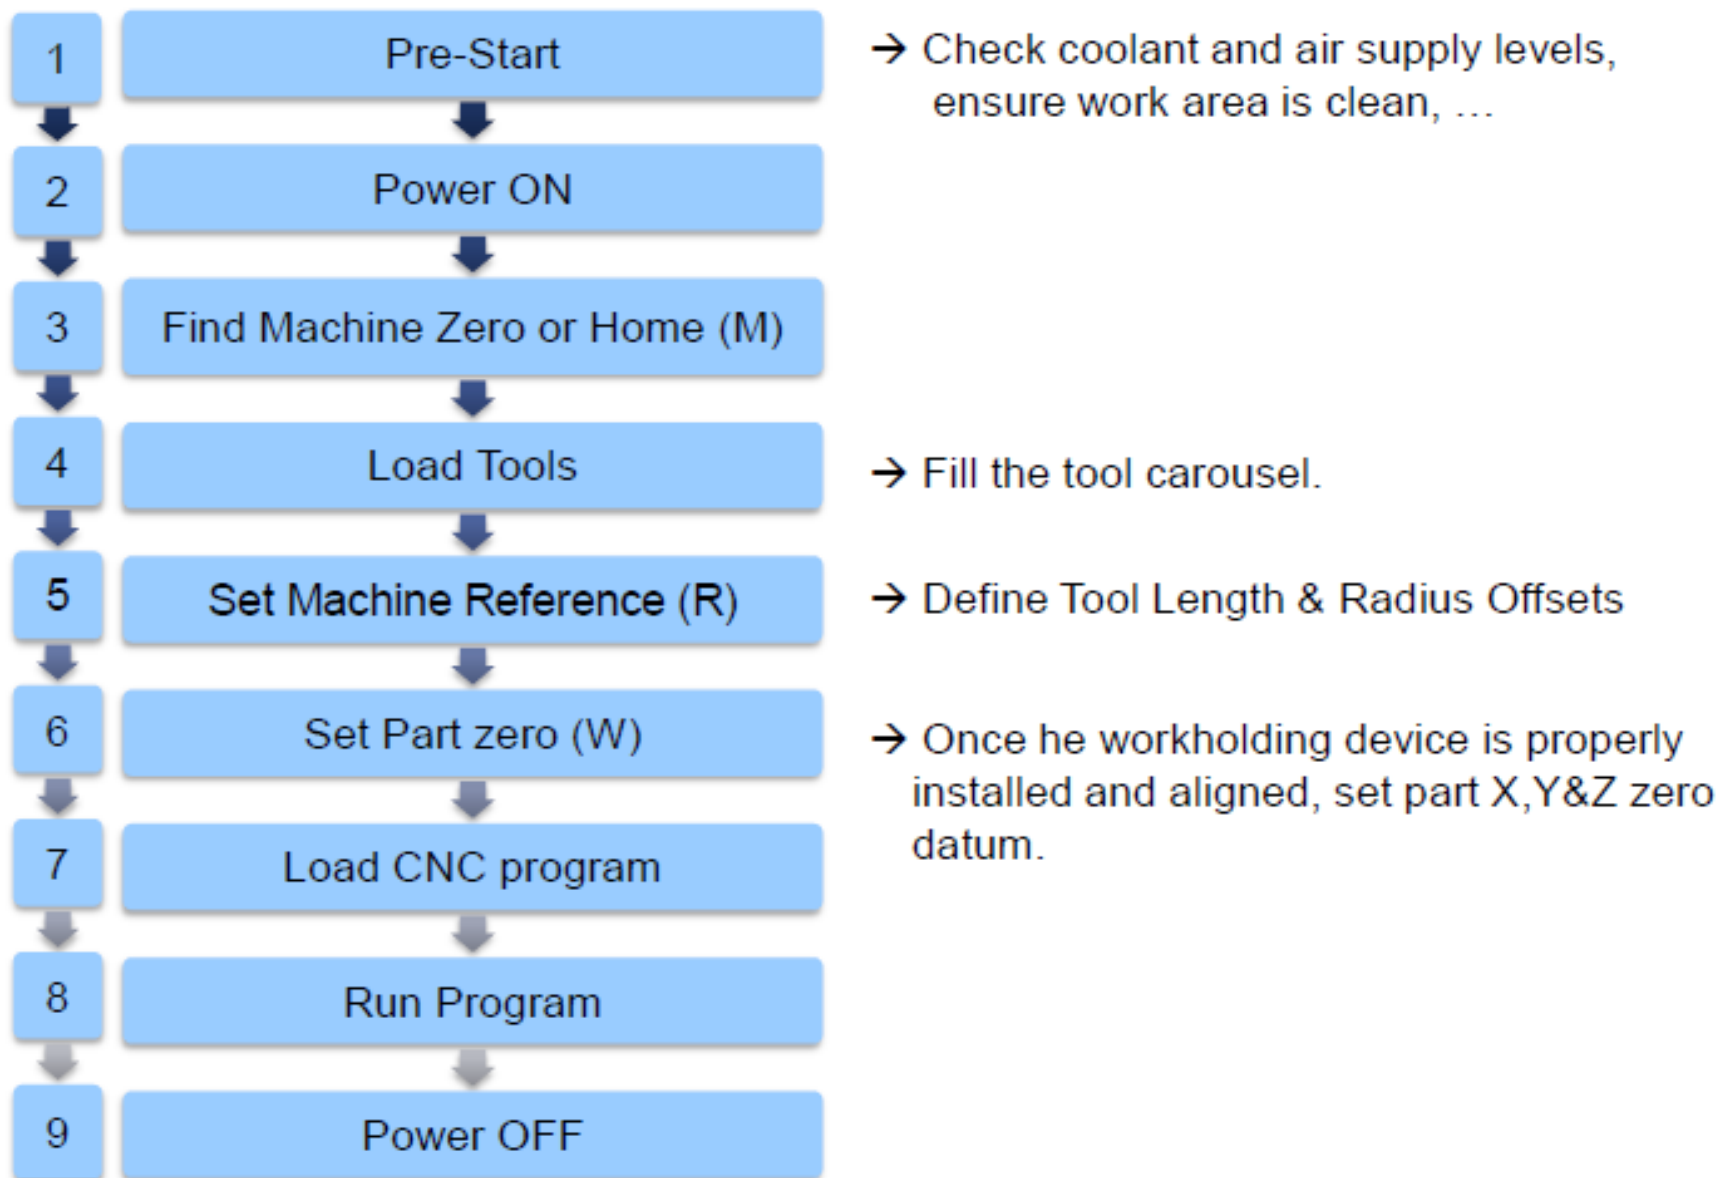 1 Pre-Start → Check coolant and air supply levels,
ensure work area is clean, ...
2 Power ON
3 Find Machine Zero or Home (M)
4 Load Tools → Fill the tool carousel.
5 Set Machine Reference (R) → Define Tool Length & Radius Offsets
6 Set Part zero (W) → Once he workholding device is properly
installed and aligned, set part X,Y&Z zero
datum.
7 Load CNC program
8 Run Program
9 Power OFF